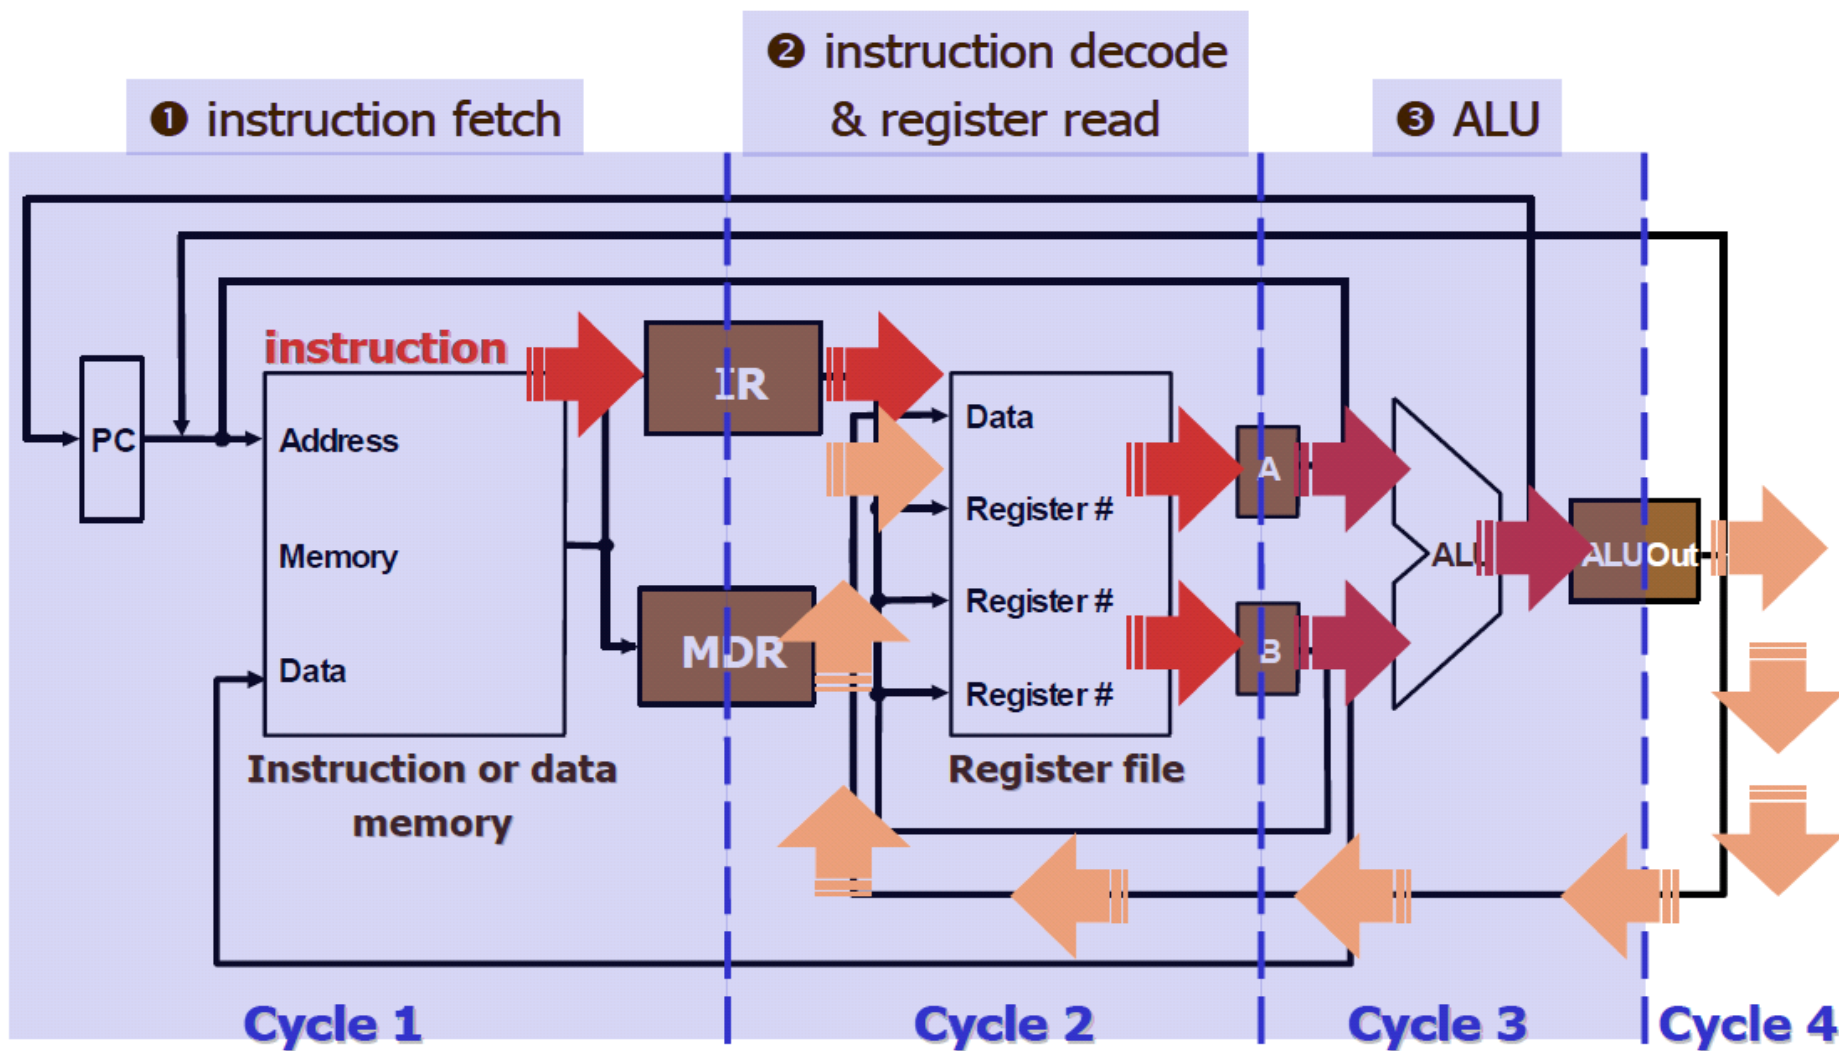 ❶ instruction fetch
❷ instruction decode
& register read
❸ ALU
instruction
PC
Address
Memory
Data
Instruction or data
memory
IR
MDR
Data
Register #
Register #
Register #
Register file
A
B
ALU
ALUOut
Cycle 1
Cycle 2
Cycle 3
Cycle 4